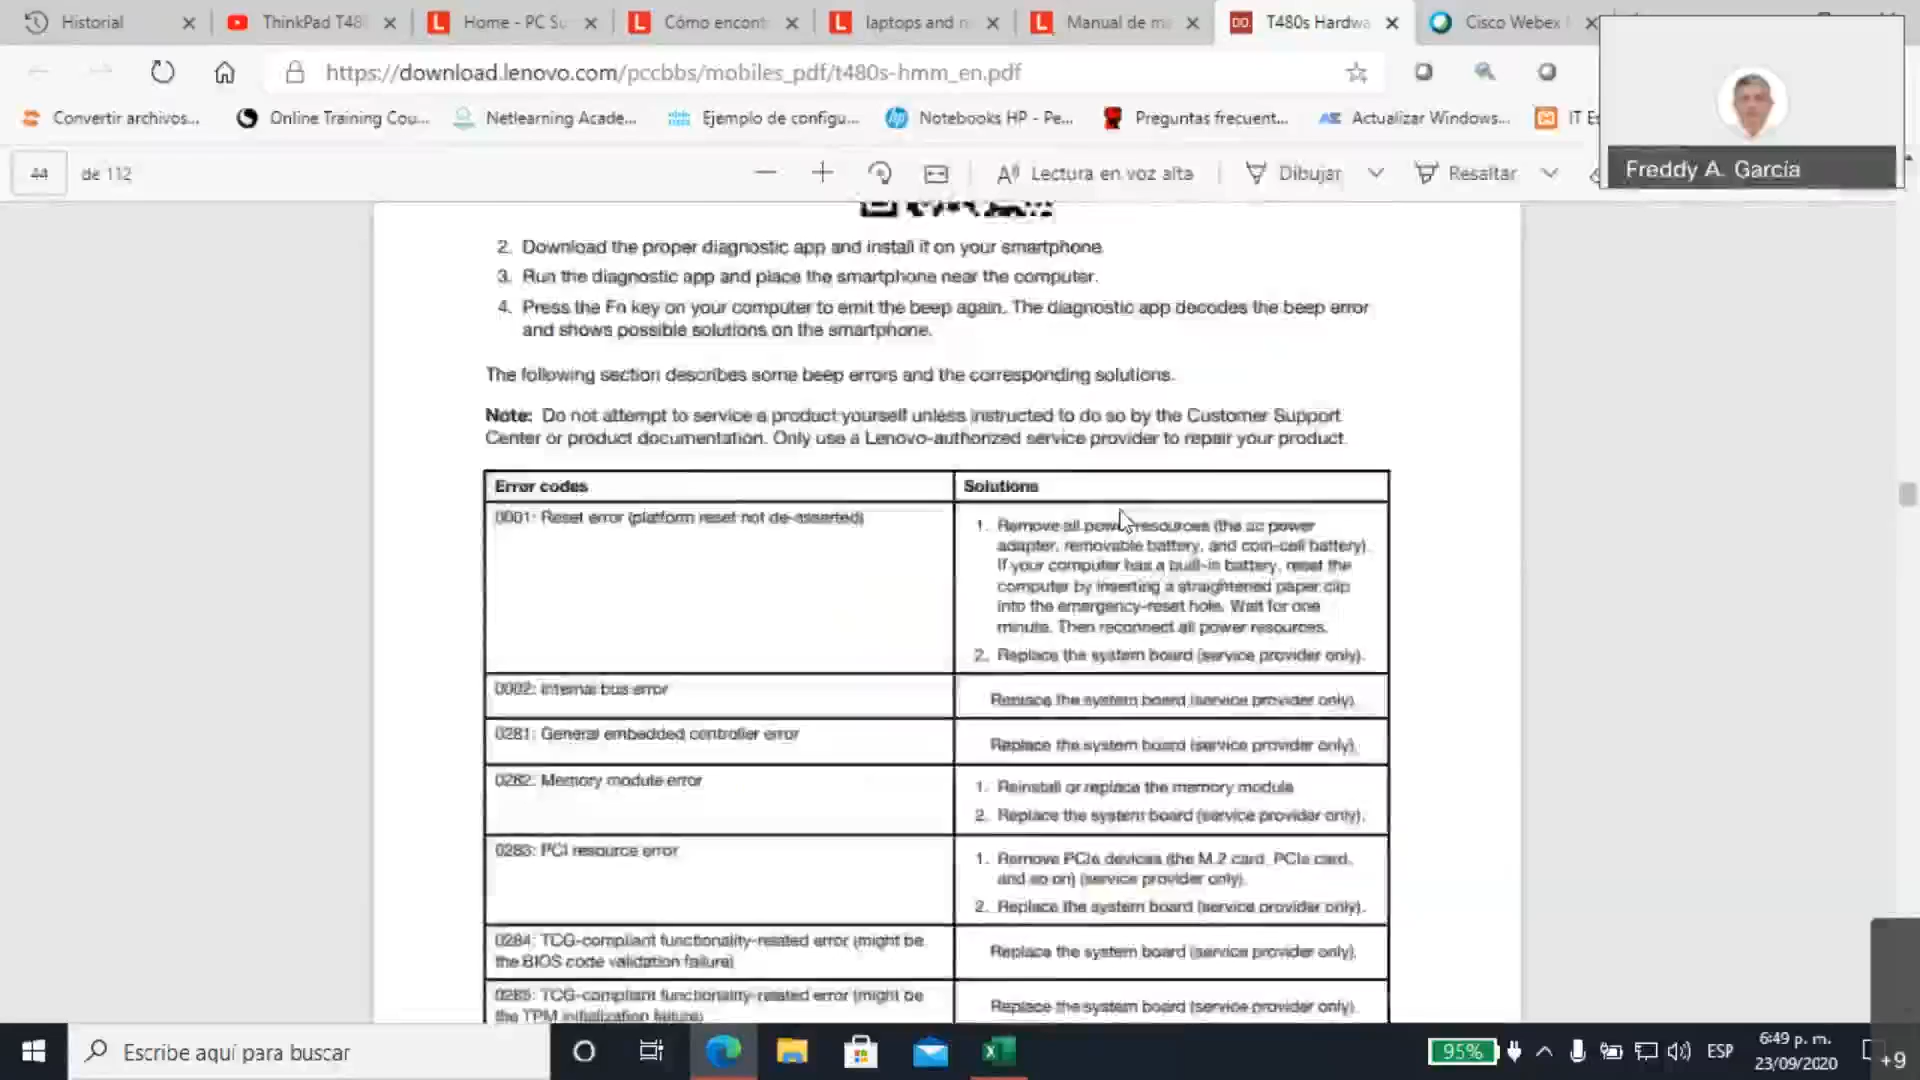 Historial
ThinkPad T48
Home - PC Su
Cómo encont
laptops and n
Manual de m
T480s Hardwa
Cisco Webex
https://download.lenovo.com/pccbbs/mobiles_pdf/t480s-hmm_en.pdf
Convertir archivos...
Online Training Cou...
Netlearning Acade...
Ejemplo de configu...
Notebooks HP - Pe...
Preguntas frecuent...
Actualizar Windows...
IT Es
Freddy A. García
44 de 112
Lectura en voz alta
Dibujar
Resaltar
2. Download the proper diagnostic app and install it on your smartphone.
3. Run the diagnostic app and place the smartphone near the computer.
4. Press the Fn key on your computer to emit the beep again. The diagnostic app decodes the beep error
and shows possible solutions on the smartphone.
The following section describes some beep errors and the corresponding solutions.
Note: Do not attempt to service a product yourself unless instructed to do so by the Customer Support
Center or product documentation. Only use a Lenovo-authorized service provider to repair your product.
Error codes
Solutions
0001: Reset error (platform reset not de-asserted)
1. Remove all power resources (the ac power
adapter, removable battery, and coin-cell battery).
If your computer has a built-in battery, reset the
computer by inserting a straightened paper clip
into the emergency-reset hole. Wait for one
minute. Then reconnect all power resources.
2. Replace the system board (service provider only).
0002: Internal bus error
Replace the system board (service provider only).
0281: General embedded controller error
Replace the system board (service provider only).
0282: Memory module error
1. Reinstall or replace the memory module
2. Replace the system board (service provider only).
0283: PCI resource error
1. Remove PCIe devices (the M.2 card, PCIe card,
and so on) (service provider only).
2. Replace the system board (service provider only).
0284: TCG-compliant functionality-related error (might be
the BIOS code validation failure)
Replace the system board (service provider only).
0285: TCG-compliant functionality-related error (might be
the TPM initialization failure)
Replace the system board (service provider only).
Escribe aquí para buscar
95%
ESP
6:49 p. m.
23/09/2020
+9